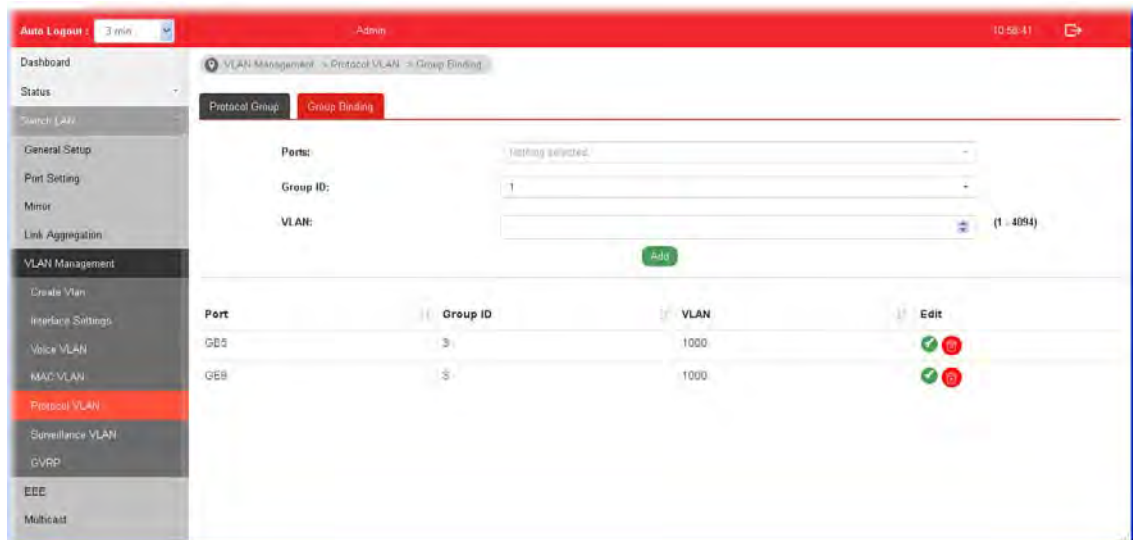 Auto Logout : 3 min Admin 10:58:41
Dashboard
VLAN Management > Protocol VLAN > Group Binding
Status
Protocol Group Group Binding
Switch LAN
General Setup
Ports: Nothing selected
Port Setting
Group ID: 1
Mirror
VLAN: (1 - 4094)
Link Aggregation
Add
VLAN Management
Create Vlan
Port Group ID VLAN Edit
Interface Settings
GE5 3 1000
Voice VLAN
MAC VLAN
GE9 3 1000
Protocol VLAN
Surveillance VLAN
GVRP
EEE
Multicast